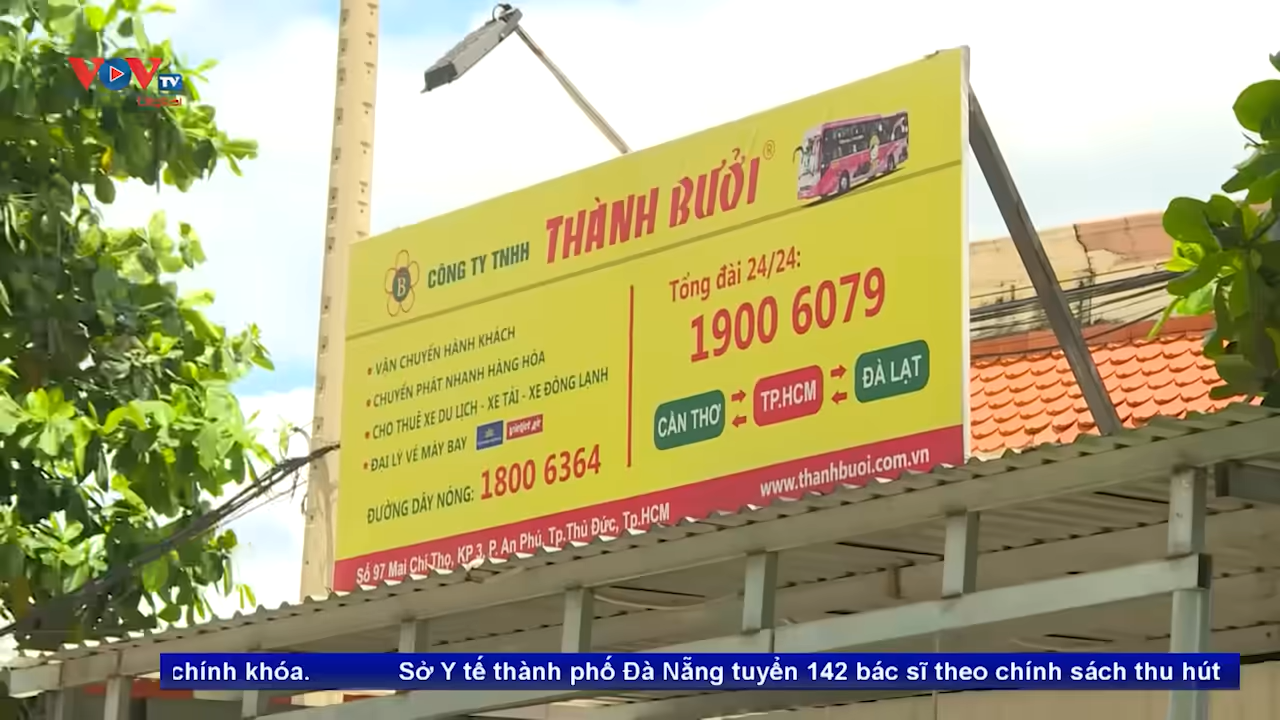 VOV TV
CÔNG TY TNHH THÀNH BƯỞI ®
B
• VẬN CHUYỂN HÀNH KHÁCH
• CHUYỂN PHÁT NHANH HÀNG HÓA
• CHO THUÊ XE DU LỊCH - XE TẢI - XE ĐÔNG LẠNH
• ĐẠI LÝ VÉ MÁY BAY
vietjet
ĐƯỜNG DÂY NÓNG: 1800 6364
Tổng đài 24/24:
1900 6079
CẦN THƠ TP.HCM ĐÀ LẠT
www.thanhbuoi.com.vn
Số 97 Mai Chí Thọ, KP.3, P. An Phú, Tp.Thủ Đức, Tp.HCM
chính khóa. Sở Y tế thành phố Đà Nẵng tuyển 142 bác sĩ theo chính sách thu hút